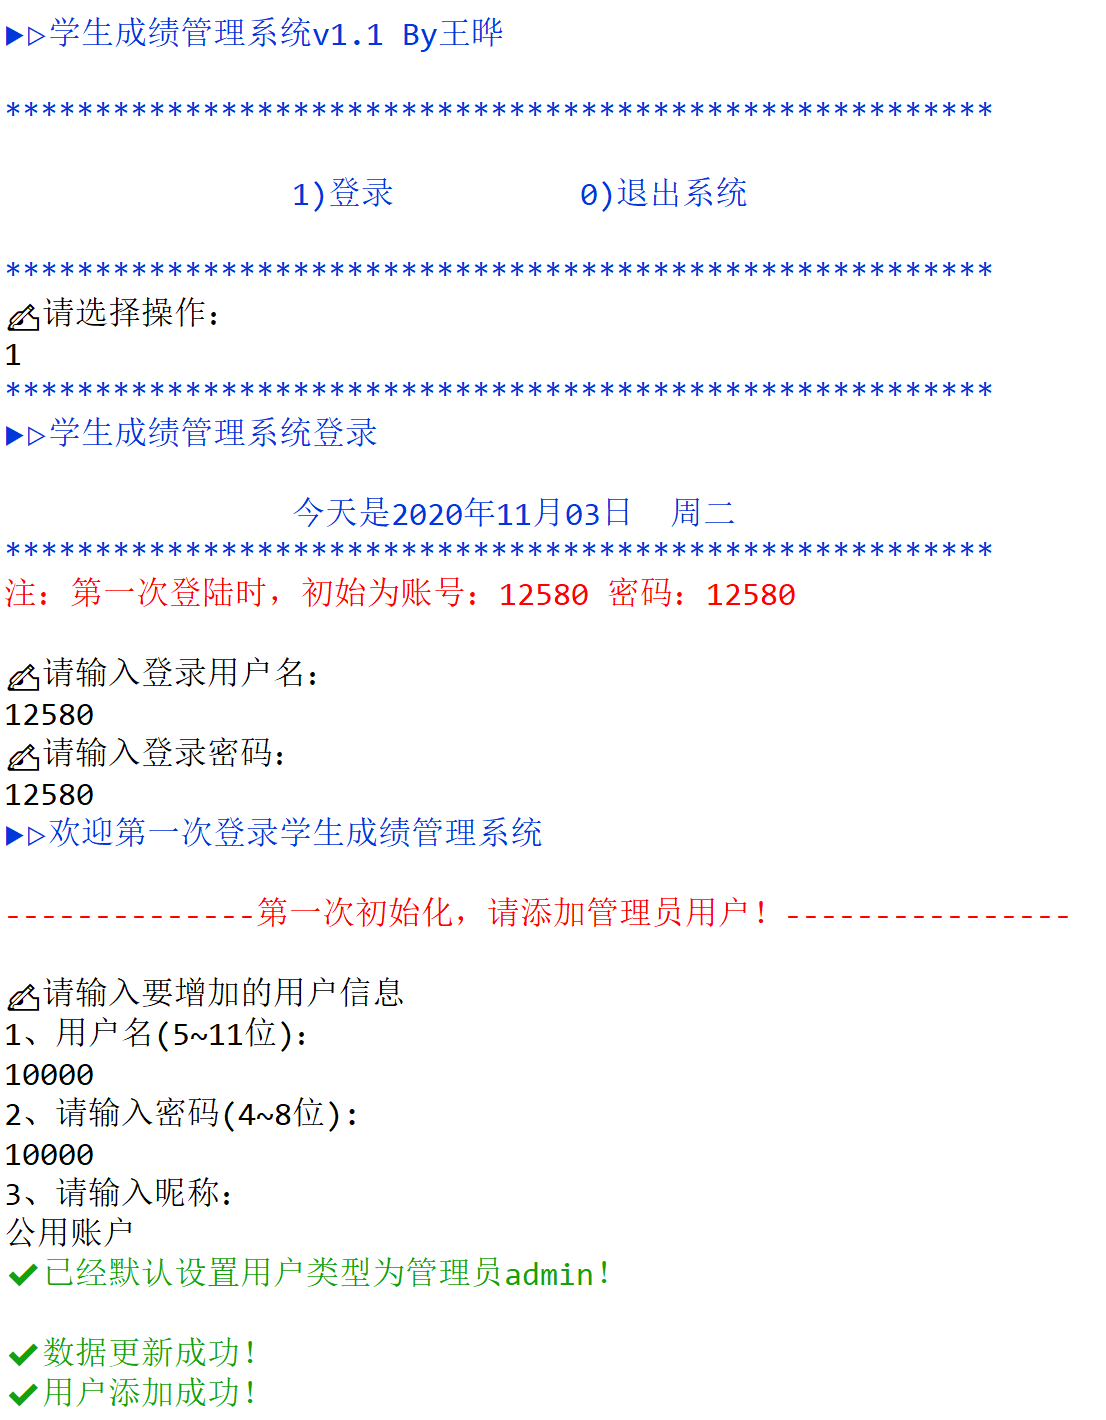 ▶▷学生成绩管理系统v1.1 By王晔
*******************************************************
1)登录 0)退出系统
*******************************************************
✍请选择操作:
1
*******************************************************
▶▷学生成绩管理系统登录
今天是2020年11月03日 周二
*******************************************************
注: 第一次登陆时，初始为账号: 12580 密码: 12580
✍请输入登录用户名:
12580
✍请输入登录密码:
12580
▶▷欢迎第一次登录学生成绩管理系统
--------------第一次初始化，请添加管理员用户！----------------
✍请输入要增加的用户信息
1、用户名(5~11位):
10000
2、请输入密码(4~8位):
10000
3、请输入昵称:
公用账户
✔已经默认设置用户类型为管理员admin！
✔数据更新成功！
✔用户添加成功！